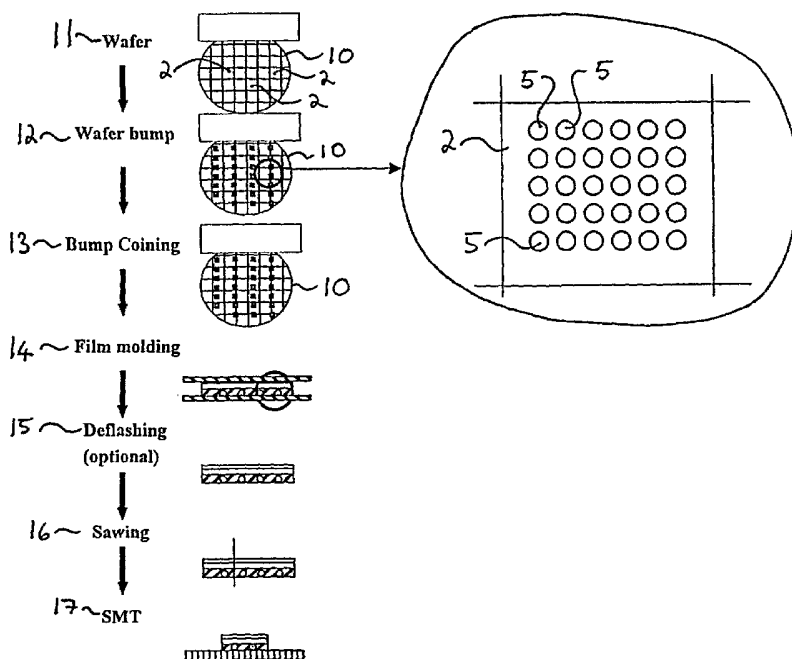 11 Wafer
10
2 2
2
12 Wafer bump
10
13 Bump Coining
10
14 Film molding
15 Deflashing
(optional)
16 Sawing
17 SMT
5 5
2
5